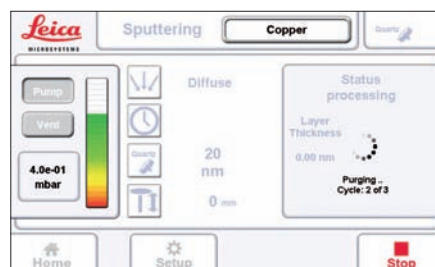 Leica
MICROSYSTEMS
Sputtering
Copper
Quartz
Pump
Vent
4.0e-01
mbar
Diffuse
Quartz
20
nm
0 mm
Status
processing
Layer
Thickness
0.00 nm
Purging ..
Cycle: 2 of 3
Home
Setup
Stop